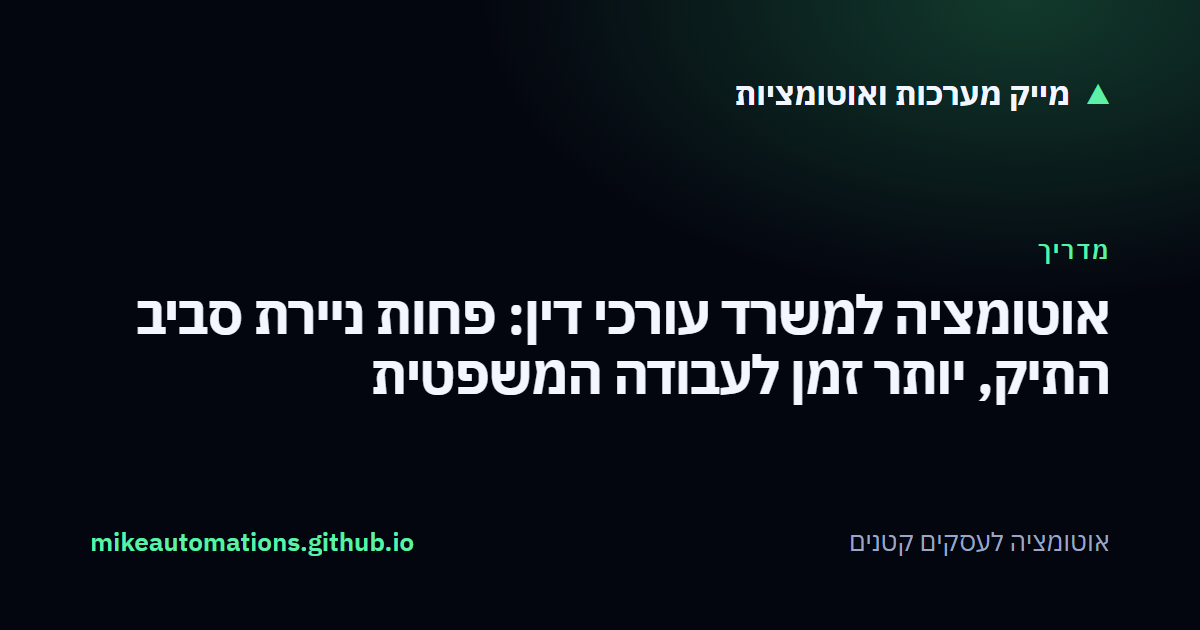 מייק מערכות ואוטומציות
מדריך
אוטומציה למשרד עורכי דין: פחות ניירת סביב
התיק, יותר זמן לעבודה המשפטית
אוטומציה לעסקים קטנים
mikeautomations.github.io